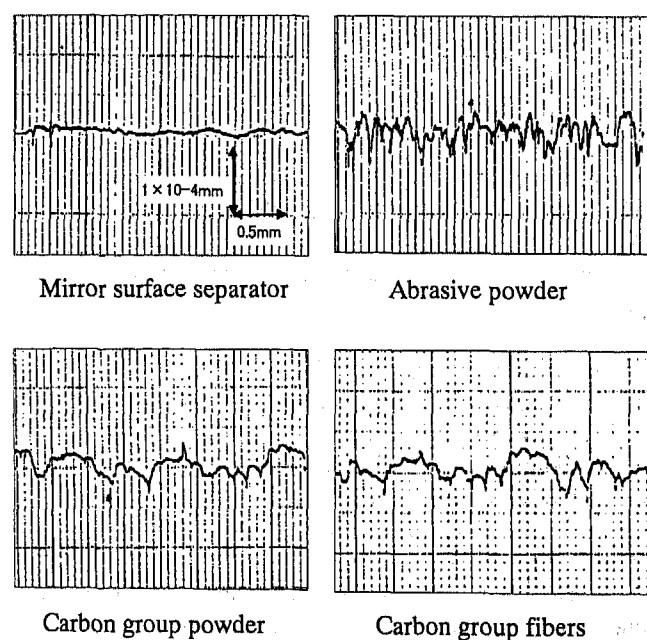 1×10-4mm
0.5mm
Mirror surface separator
Abrasive powder
Carbon group powder
Carbon group fibers